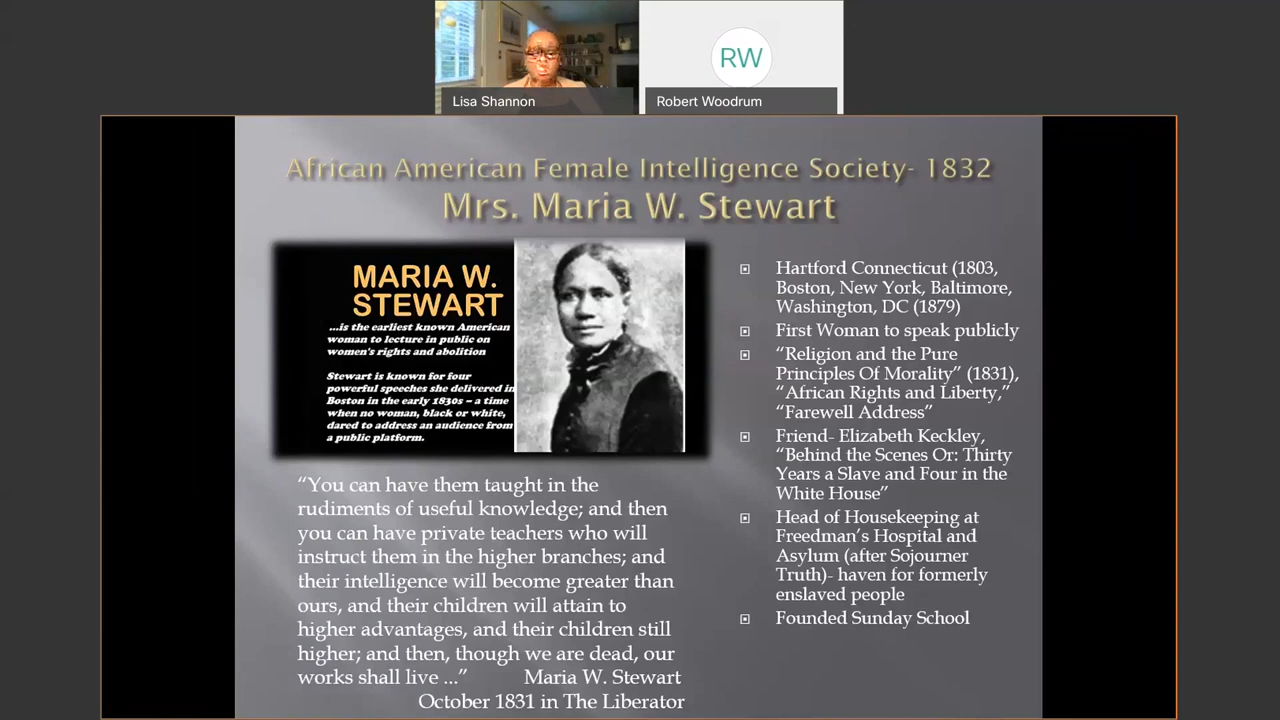 RW
Lisa Shannon
Robert Woodrum
African American Female Intelligence Society- 1832
Mrs. Maria W. Stewart
MARIA W.
STEWART
...is the earliest known American
woman to lecture in public on
women's rights and abolition
Stewart is known for four
powerful speeches she delivered in
Boston in the early 1830s – a time
when no woman, black or white,
dared to address an audience from
a public platform.
"You can have them taught in the
rudiments of useful knowledge; and then
you can have private teachers who will
instruct them in the higher branches; and
their intelligence will become greater than
ours, and their children will attain to
higher advantages, and their children still
higher; and then, though we are dead, our
works shall live ..." Maria W. Stewart
October 1831 in The Liberator
Hartford Connecticut (1803,
Boston, New York, Baltimore,
Washington, DC (1879)
First Woman to speak publicly
"Religion and the Pure
Principles Of Morality" (1831),
"African Rights and Liberty,"
"Farewell Address"
Friend- Elizabeth Keckley,
"Behind the Scenes Or: Thirty
Years a Slave and Four in the
White House"
Head of Housekeeping at
Freedman's Hospital and
Asylum (after Sojourner
Truth)- haven for formerly
enslaved people
Founded Sunday School